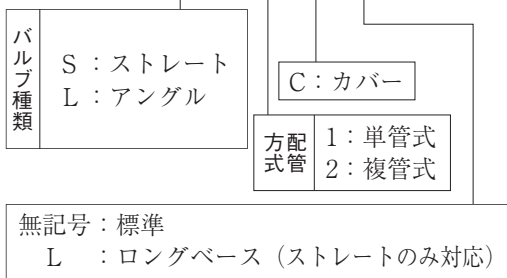 バルブ種類
S：ストレート
L：アングル
C：カバー
配管方式
1：単管式
2：複管式
無記号：標準
L　：ロングベース（ストレートのみ対応）